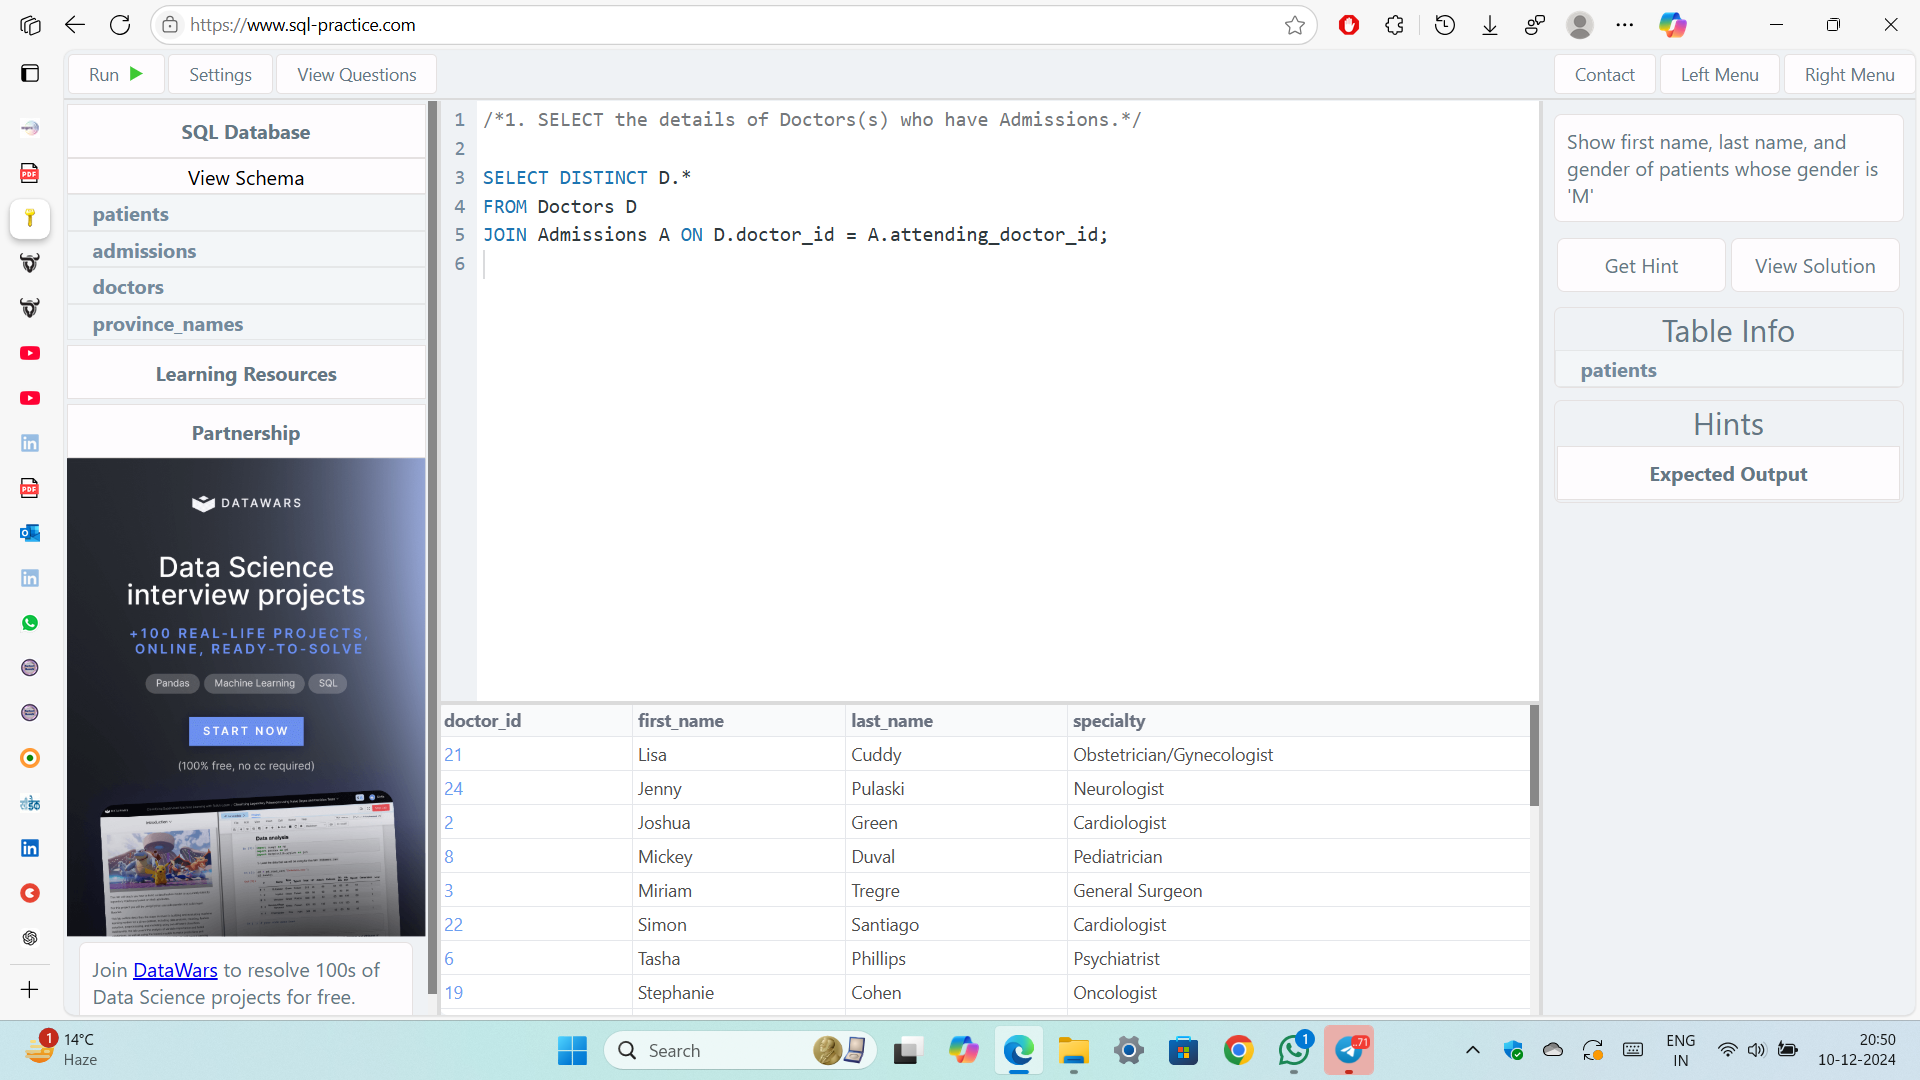 https://www.sql-practice.com
Run
Settings
View Questions
Contact
Left Menu
Right Menu
SQL Database
View Schema
patients
admissions
doctors
province_names
Learning Resources
Partnership
DATAWARS
Data Science
interview projects
+100 REAL-LIFE PROJECTS,
ONLINE, READY-TO-SOLVE
Pandas
Machine Learning
SQL
START NOW
(100% free, no cc required)
Data analysis
Join DataWars to resolve 100s of
Data Science projects for free.
1 /*1. SELECT the details of Doctors(s) who have Admissions.*/
2
3 SELECT DISTINCT D.*
4 FROM Doctors D
5 JOIN Admissions A ON D.doctor_id = A.attending_doctor_id;
6
doctor_id first_name last_name specialty
21 Lisa Cuddy Obstetrician/Gynecologist
24 Jenny Pulaski Neurologist
2 Joshua Green Cardiologist
8 Mickey Duval Pediatrician
3 Miriam Tregre General Surgeon
22 Simon Santiago Cardiologist
6 Tasha Phillips Psychiatrist
19 Stephanie Cohen Oncologist
Show first name, last name, and
gender of patients whose gender is
'M'
Get Hint
View Solution
Table Info
patients
Hints
Expected Output
1
14°C
Haze
Search
1
71
ENG
IN
20:50
10-12-2024